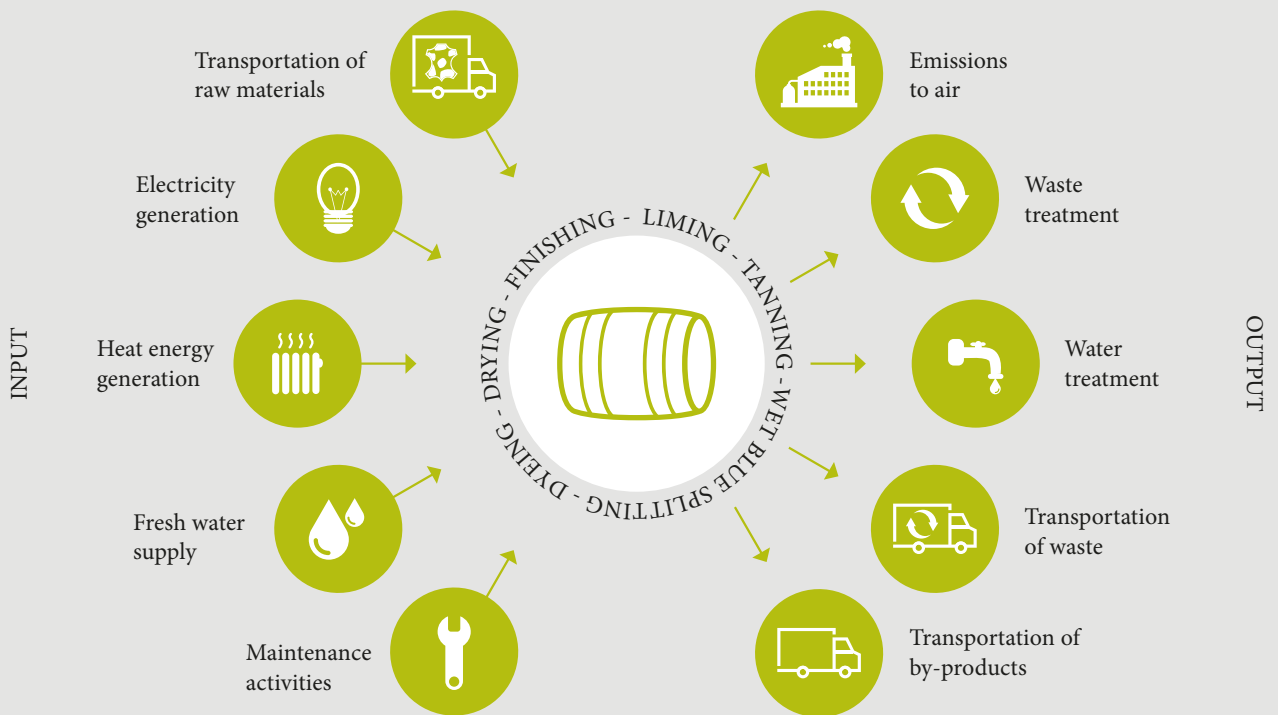 INPUT
Transportation of
raw materials
Electricity
generation
Heat energy
generation
Fresh water
supply
Maintenance
activities
LIMING - TANNING - WET BLUE SPLITTING - DYEING - DRYING - FINISHING -
Emissions
to air
Waste
treatment
Water
treatment
Transportation
of waste
Transportation of
by-products
OUTPUT